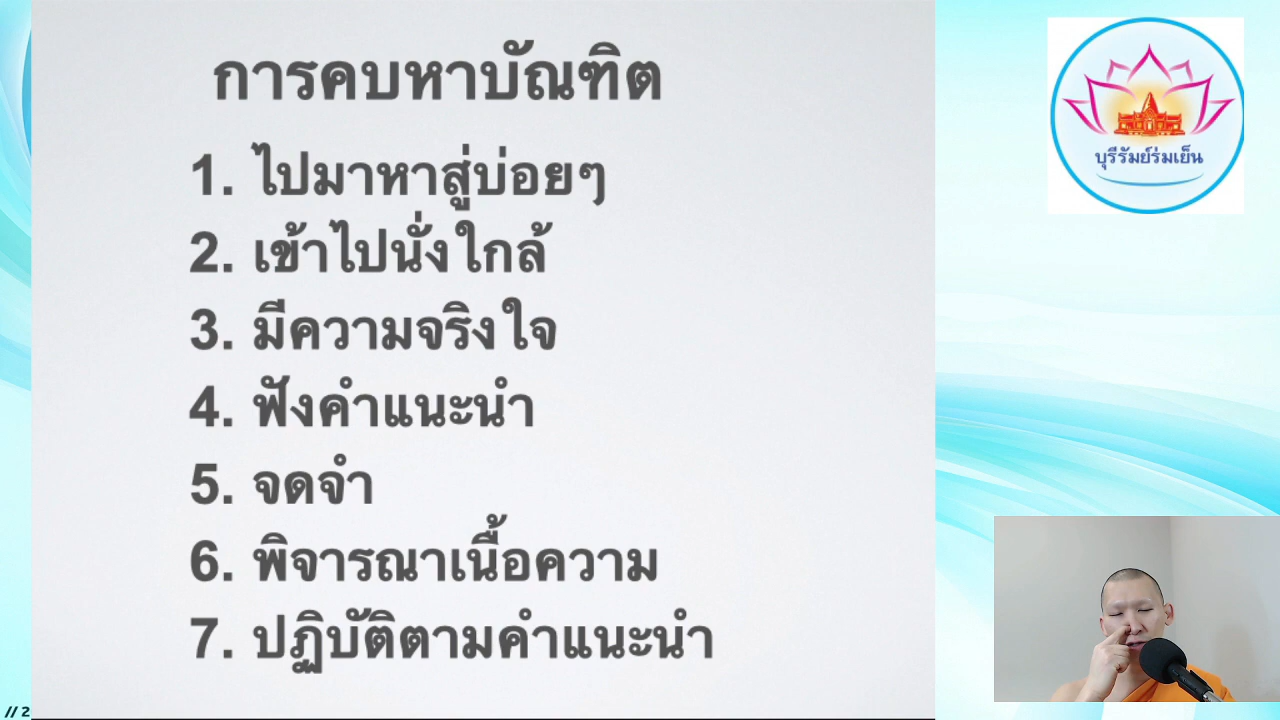 การคบหาบัณฑิต
1. ไปมาหาสู่บ่อยๆ
2. เข้าไปนั่งใกล้
3. มีความจริงใจ
4. ฟังคำแนะนำ
5. จดจำ
6. พิจารณาเนื้อความ
7. ปฏิบัติตามคำแนะนำ
บุรีรัมย์ร่มเย็น
// 2